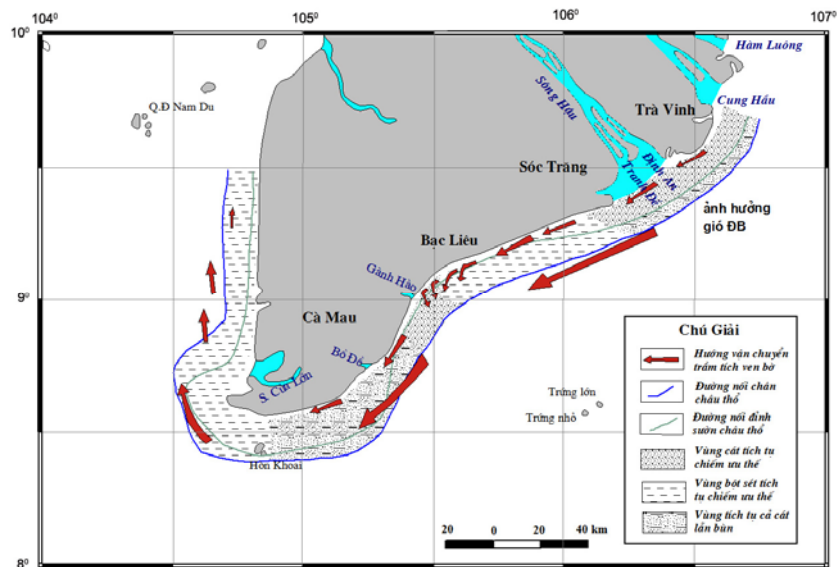 104⁰
105⁰
106⁰
107⁰
10⁰
Hàm Luông
Q.Đ Nam Du
Sông Hậu
Cung Hầu
Trà Vinh
Định An
Sóc Trăng
Tranh Đề
ảnh hưởng
gió ĐB
Bạc Liêu
Gành Hào
9⁰
Cà Mau
Bồ Đề
S. Cửa Lớn
Trứng lớn
Trứng nhỏ
Hòn Khoai
Chú Giải
Hướng vận chuyển
trầm tích ven bờ
Đường nối chân
châu thổ
Đường nối đỉnh
sườn châu thổ
Vùng cát tích tụ
chiếm ưu thế
Vùng bột sét tích
tụ chiếm ưu thế
Vùng tích tụ cả cát
lẫn bùn
20 0 20 40 km
8⁰